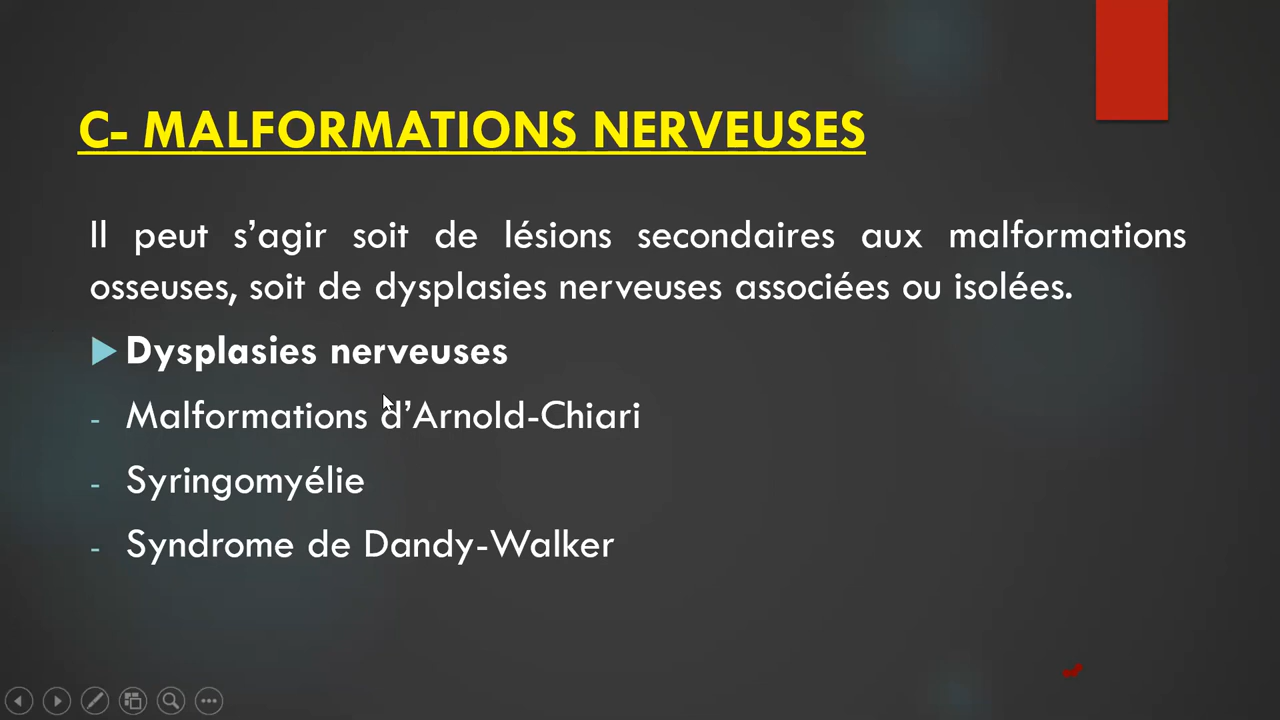 C- MALFORMATIONS NERVEUSES
Il peut s’agir soit de lésions secondaires aux malformations
osseuses, soit de dysplasies nerveuses associées ou isolées.
Dysplasies nerveuses
- Malformations d’Arnold-Chiari
- Syringomyélie
- Syndrome de Dandy-Walker